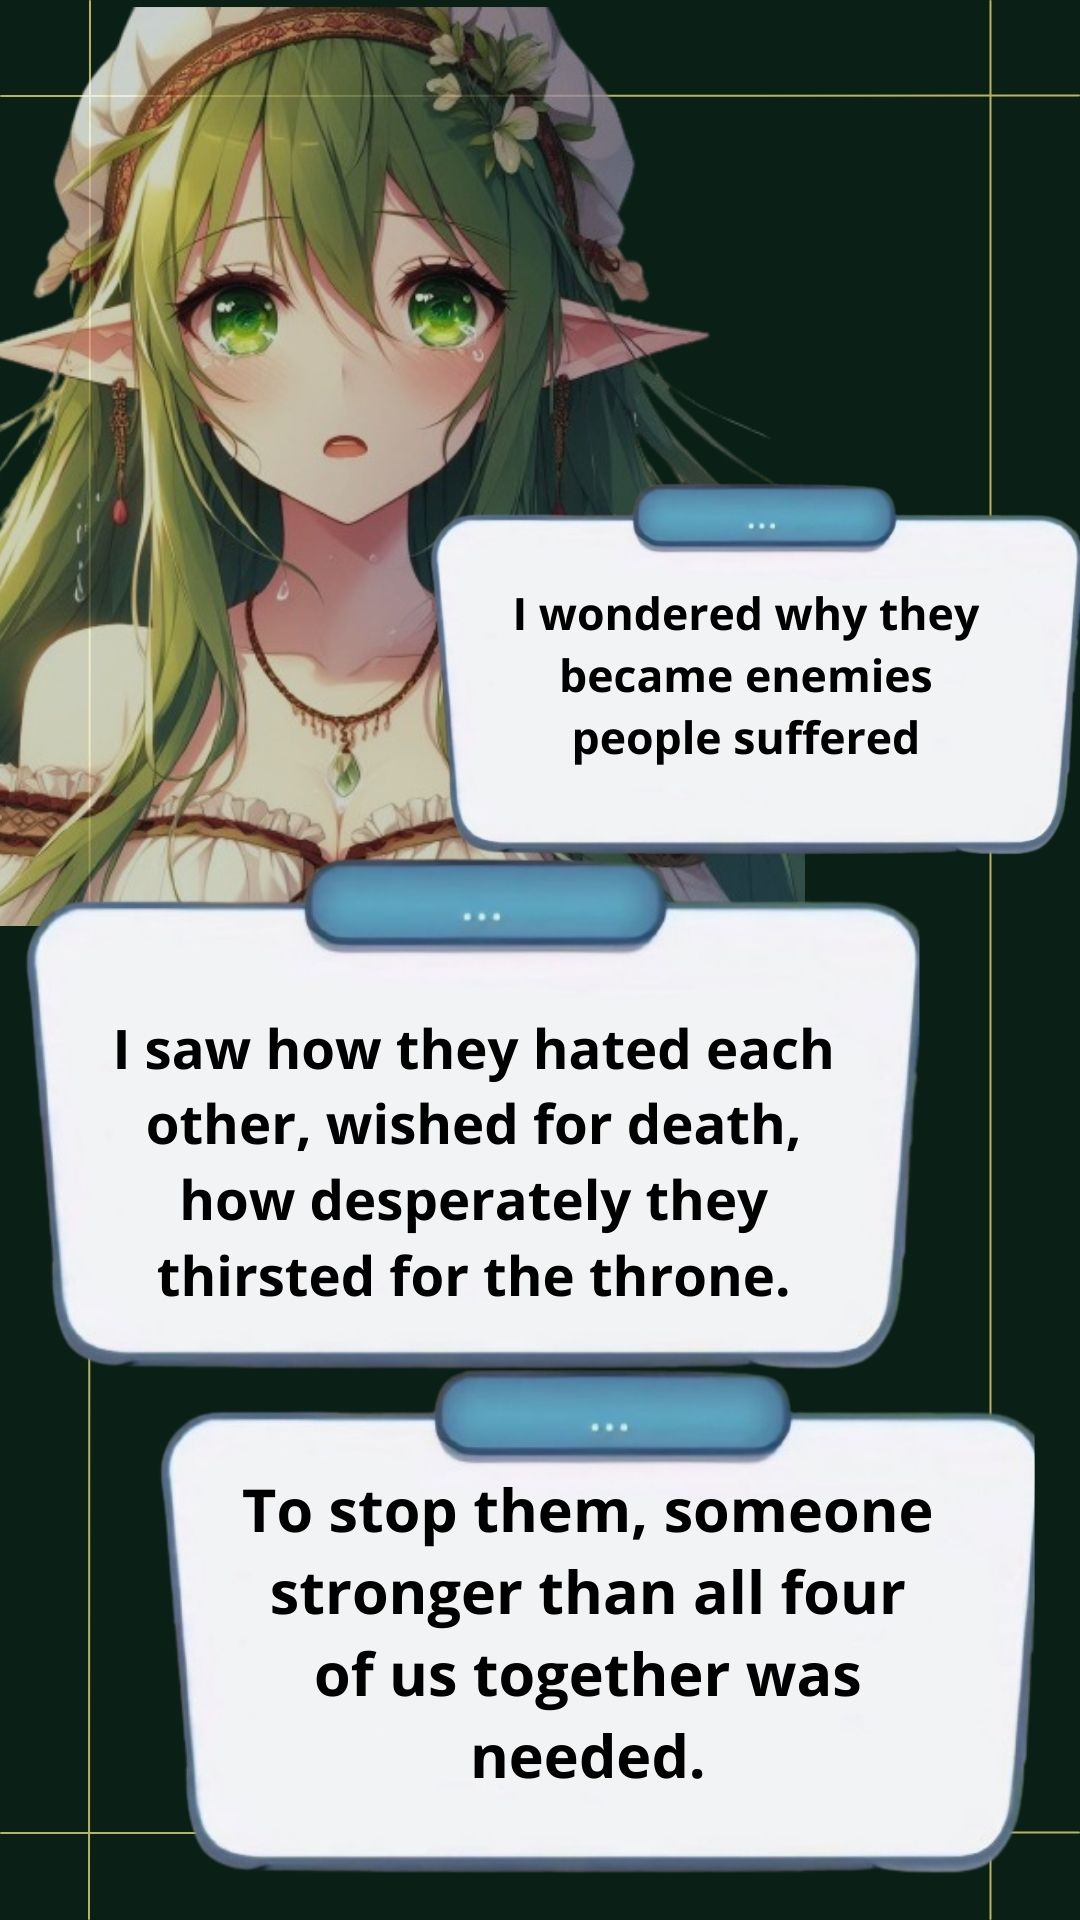 ...
I wondered why they
became enemies
people suffered
...
I saw how they hated each
other, wished for death,
how desperately they
thirsted for the throne.
...
To stop them, someone
stronger than all four
of us together was
needed.